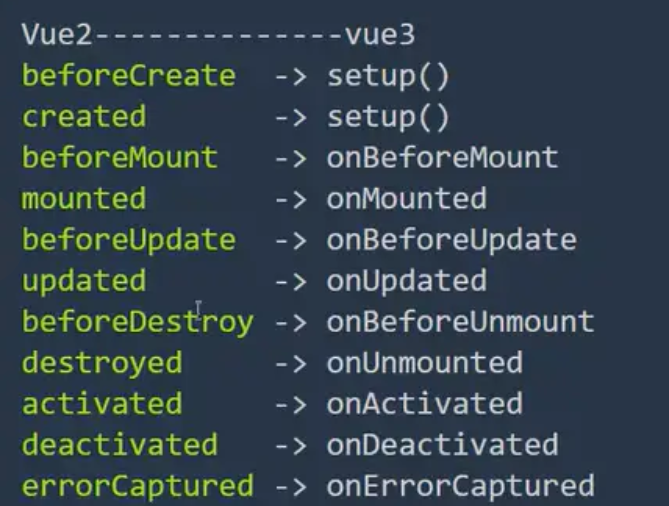 Vue2--------------vue3
beforeCreate  -> setup()
created       -> setup()
beforeMount   -> onBeforeMount
mounted       -> onMounted
beforeUpdate  -> onBeforeUpdate
updated       -> onUpdated
beforeDestroy -> onBeforeUnmount
destroyed     -> onUnmounted
activated     -> onActivated
deactivated   -> onDeactivated
errorCaptured -> onErrorCaptured